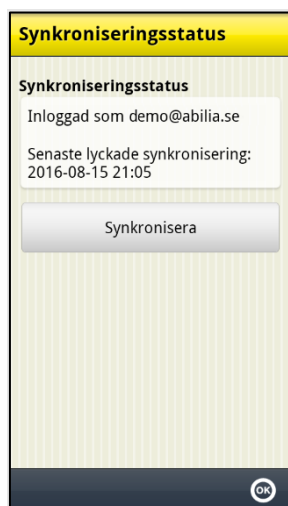 Synkroniseringsstatus
Synkroniseringsstatus
Inloggad som demo@abilia.se
Senaste lyckade synkronisering:
2016-08-15 21:05
Synkronisera
OK